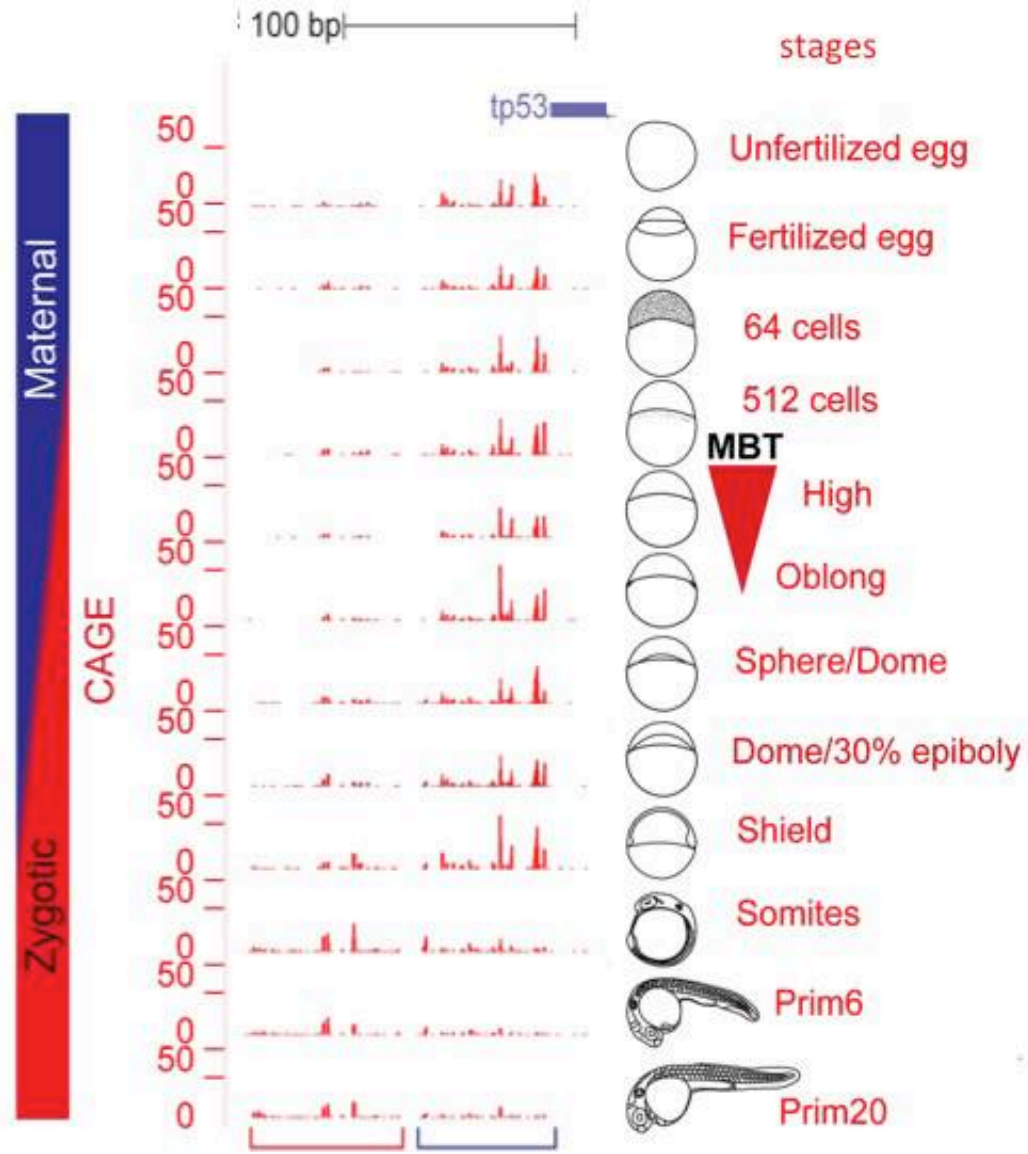 100 bp
stages
tp53
50
Unfertilized egg
0
50
Fertilized egg
0
50
64 cells
0
50
512 cells
0
50
MBT
High
0
50
Oblong
0
50
Sphere/Dome
0
50
Dome/30% epiboly
0
50
Shield
0
50
Somites
0
50
Prim6
0
50
Prim20
0
Maternal
Zygotic
CAGE